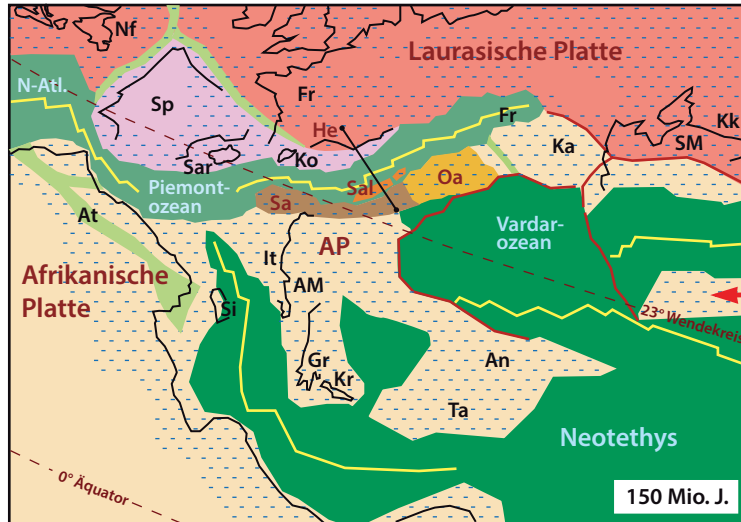 Nf
Laurasische Platte
N-Atl.
Sp
Fr
He
Fr
Kk
SM
Ka
Sar
Ko
Piemont-
ozean
Sal
Oa
Sa
At
Vardar-
ozean
AP
It
Afrikanische
Platte
AM
Si
23° Wendekreis
Gr
Kr
An
Ta
Neotethys
0° Äquator
150 Mio. J.